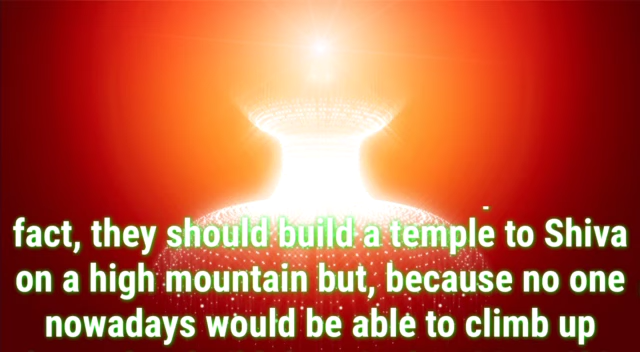 fact, they should build a temple to Shiva
on a high mountain but, because no one
nowadays would be able to climb up